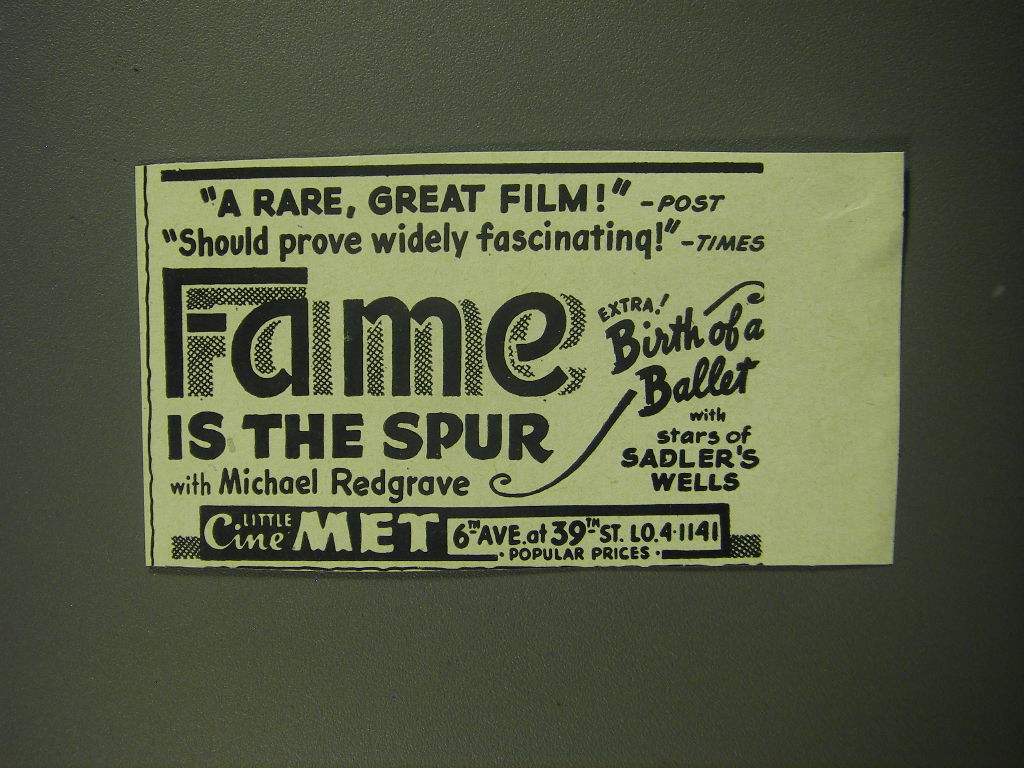 "A RARE, GREAT FILM!" -POST
"Should prove widely fascinating!" -TIMES
Fame
IS THE SPUR
with Michael Redgrave
EXTRA!
Birth of a
Ballet
with
stars of
SADLER'S
WELLS
LITTLE
Cine MET 6TH AVE. at 39TH ST. LO. 4-1141
· POPULAR PRICES ·